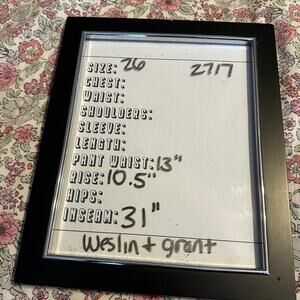 SIZE: 26 2717
CHEST:
WAIST:
SHOULDERS:
SLEEVE:
LENGTH:
PANT WAIST: 13"
RISE: 10.5"
HIPS:
INSEAM: 31"
Weslin + grant